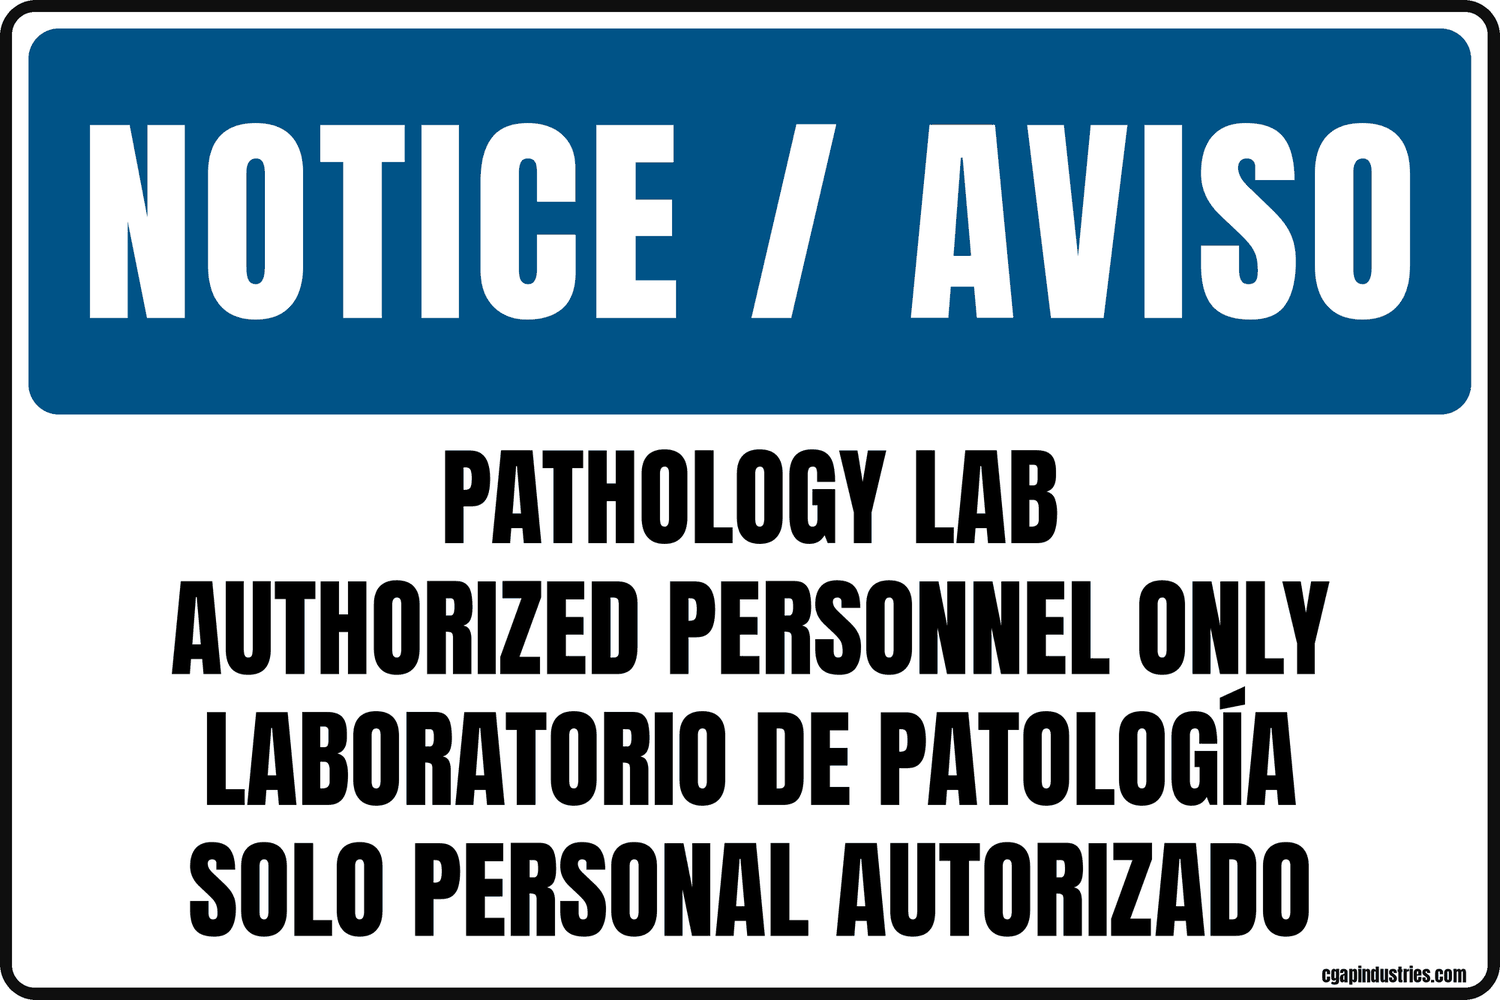 NOTICE / AVISO
PATHOLOGY LAB
AUTHORIZED PERSONNEL ONLY
LABORATORIO DE PATOLOGÍA
SOLO PERSONAL AUTORIZADO
cgapindustries.com